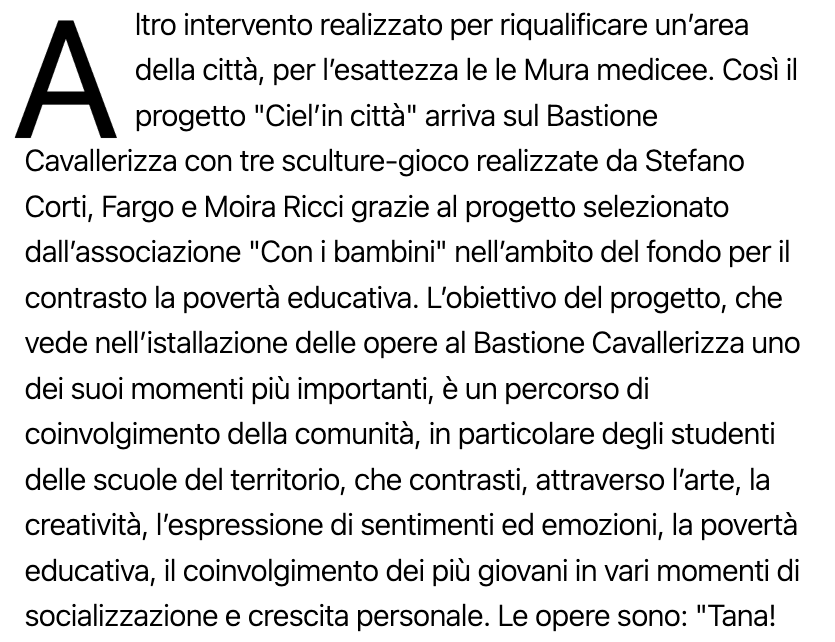 Altro intervento realizzato per riqualificare un’area
della città, per l’esattezza le le Mura medicee. Così il
progetto "Ciel’in città" arriva sul Bastione
Cavallerizza con tre sculture-gioco realizzate da Stefano
Corti, Fargo e Moira Ricci grazie al progetto selezionato
dall’associazione "Con i bambini" nell’ambito del fondo per il
contrasto la povertà educativa. L’obiettivo del progetto, che
vede nell’istallazione delle opere al Bastione Cavallerizza uno
dei suoi momenti più importanti, è un percorso di
coinvolgimento della comunità, in particolare degli studenti
delle scuole del territorio, che contrasti, attraverso l’arte, la
creatività, l’espressione di sentimenti ed emozioni, la povertà
educativa, il coinvolgimento dei più giovani in vari momenti di
socializzazione e crescita personale. Le opere sono: "Tana!